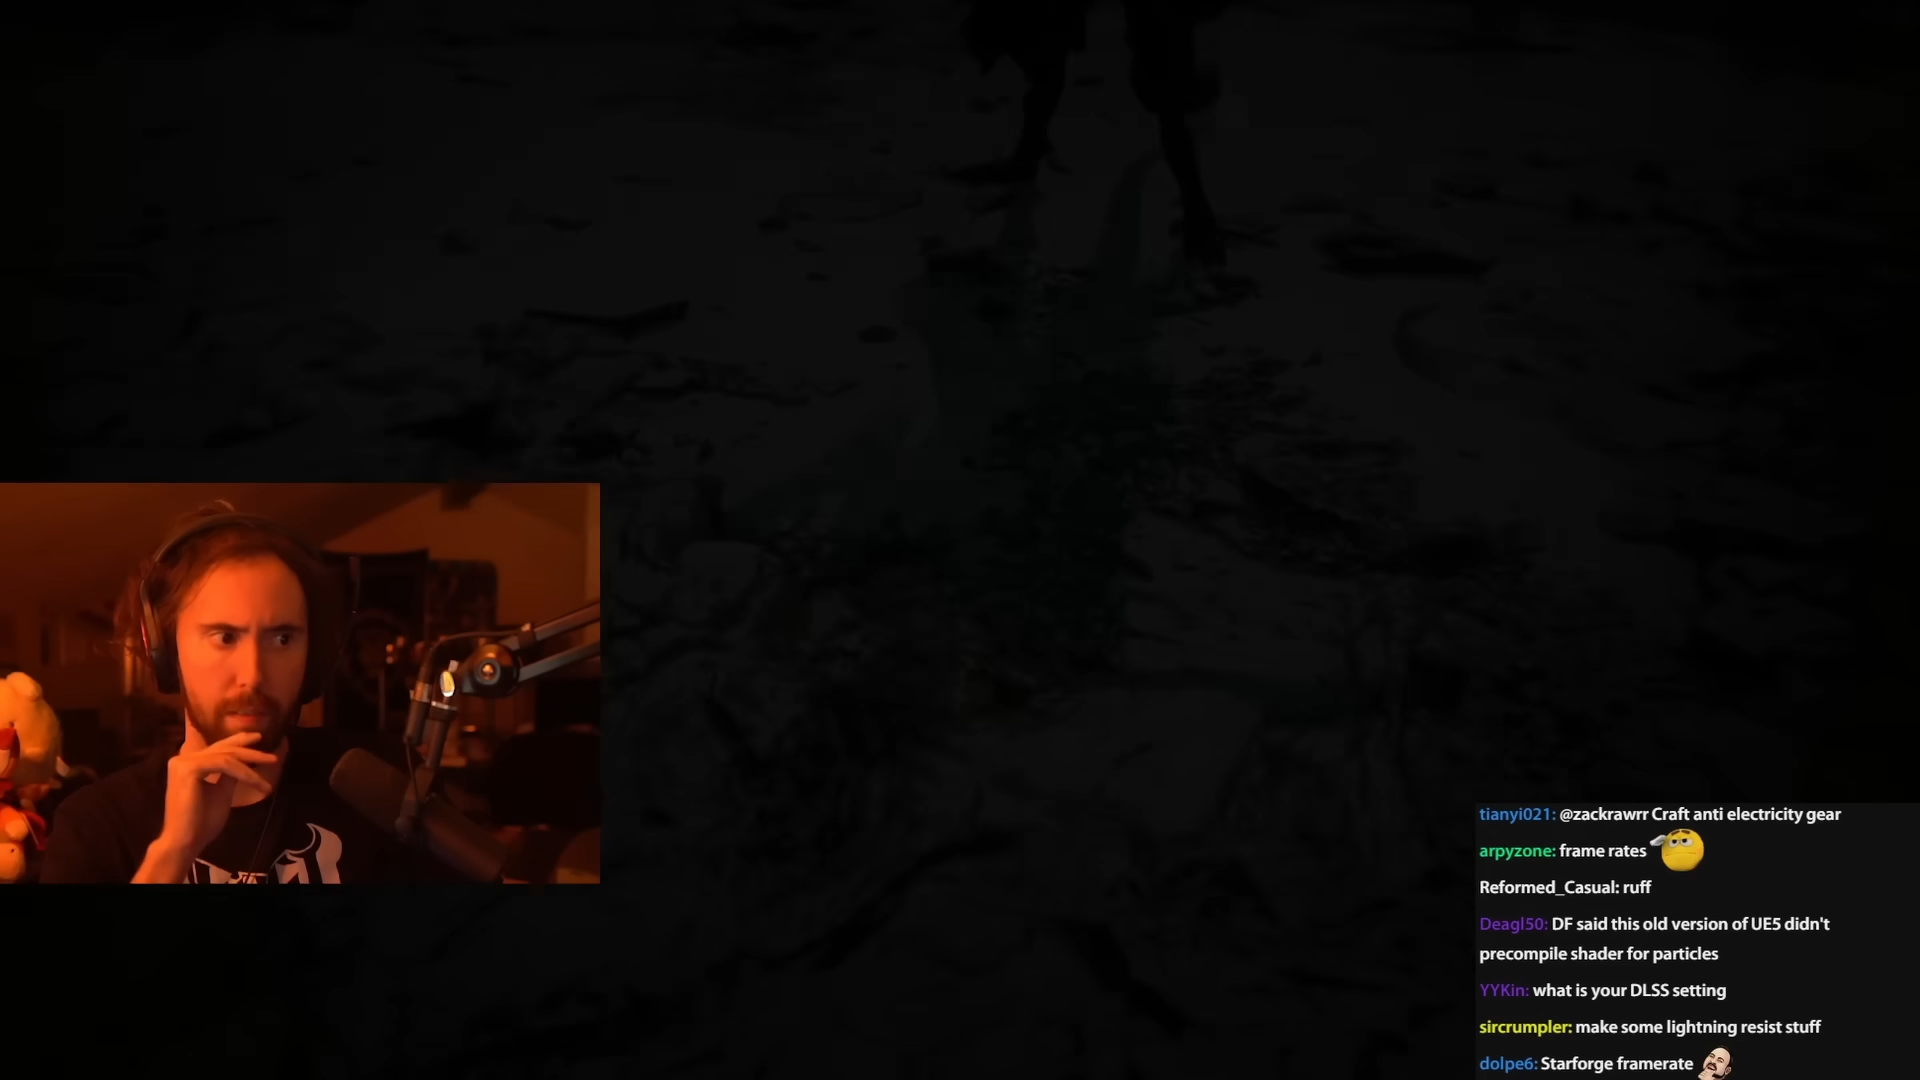 tianyi021: @zackrawrr Craft anti electricity gear
arpyzone: frame rates
Reformed_Casual: ruff
Deagl50: DF said this old version of UE5 didn't
precompile shader for particles
YYKin: what is your DLSS setting
sircrumpler: make some lightning resist stuff
dolpe6: Starforge framerate